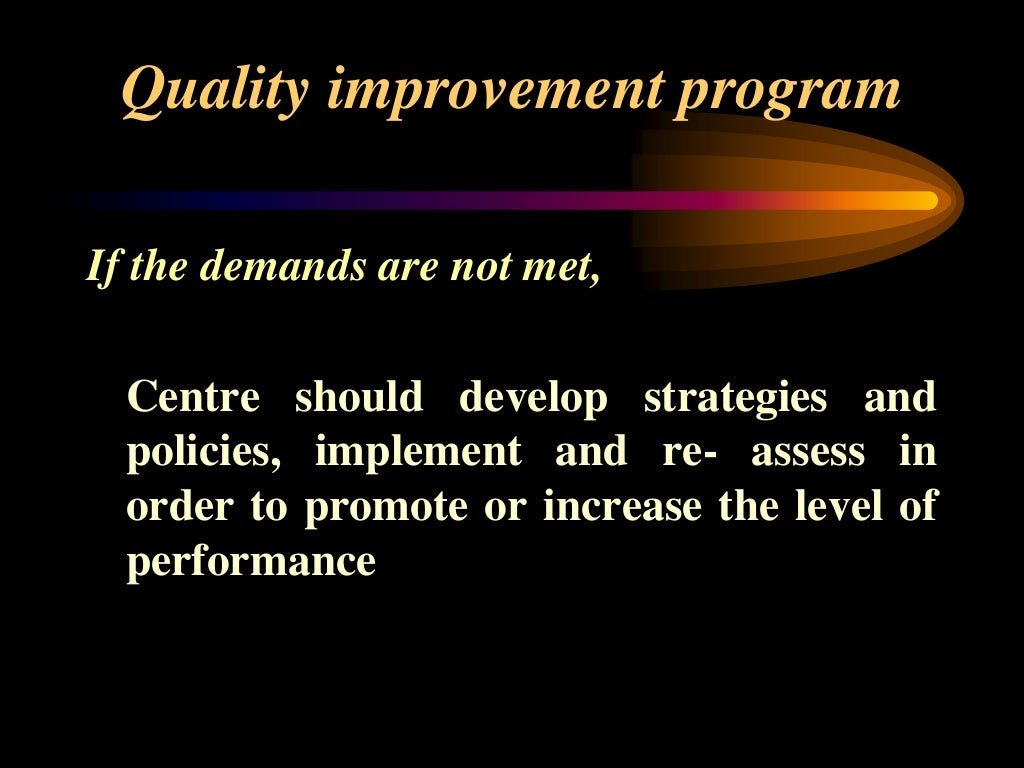 Quality improvement program
If the demands are not met,
Centre should develop strategies and
policies, implement and re- assess in
order to promote or increase the level of
performance